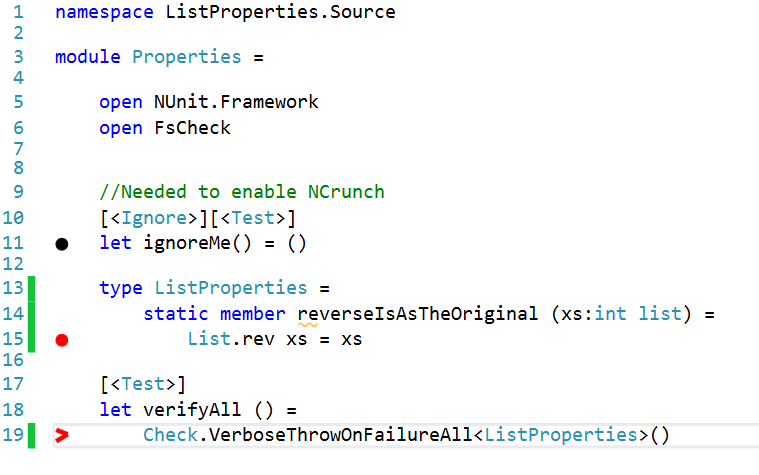 1 namespace ListProperties.Source
2
3 module Properties =
4
5     open NUnit.Framework
6     open FsCheck
7
8
9     //Needed to enable NCrunch
10     [<Ignore>][<Test>]
11     let ignoreMe() = ()
12
13     type ListProperties =
14         static member reverseIsAsTheOriginal (xs:int list) =
15             List.rev xs = xs
16
17     [<Test>]
18     let verifyAll () =
19 >       Check.VerboseThrowOnFailureAll<ListProperties>()